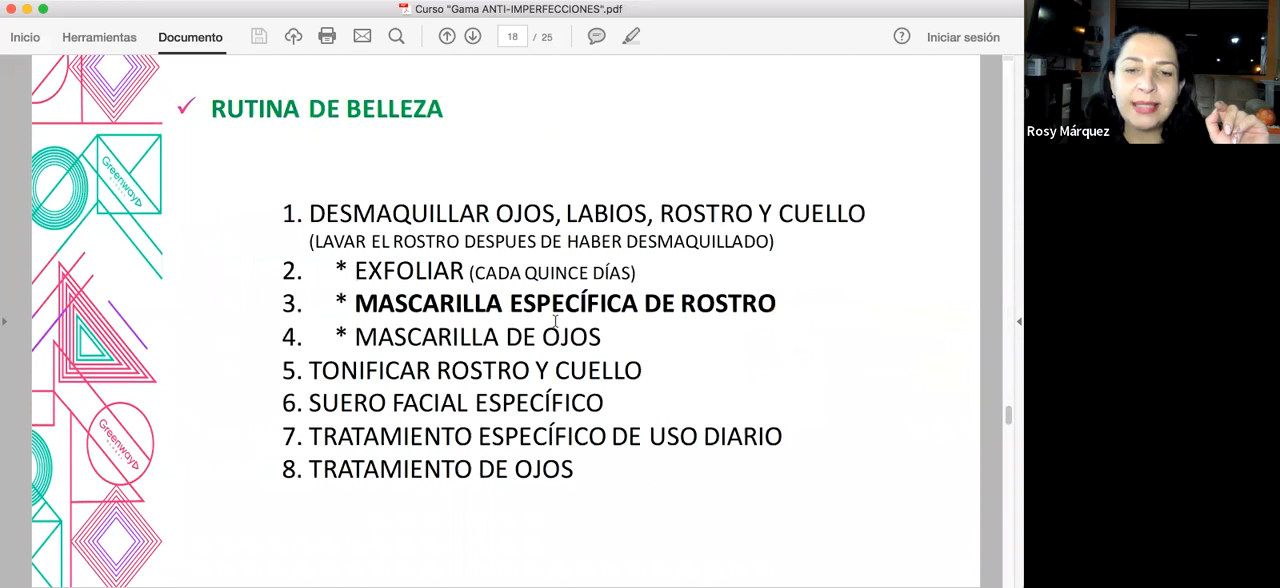 Curso "Gama ANTI-IMPERFECCIONES".pdf
Inicio Herramientas Documento 18 / 25 Iniciar sesión
Rosy Márquez
✓ RUTINA DE BELLEZA
Greenway
1. DESMAQUILLAR OJOS, LABIOS, ROSTRO Y CUELLO
(LAVAR EL ROSTRO DESPUES DE HABER DESMAQUILLADO)
2. * EXFOLIAR (CADA QUINCE DÍAS)
3. * MASCARILLA ESPECÍFICA DE ROSTRO
4. * MASCARILLA DE OJOS
5. TONIFICAR ROSTRO Y CUELLO
6. SUERO FACIAL ESPECÍFICO
7. TRATAMIENTO ESPECÍFICO DE USO DIARIO
Greenway
8. TRATAMIENTO DE OJOS